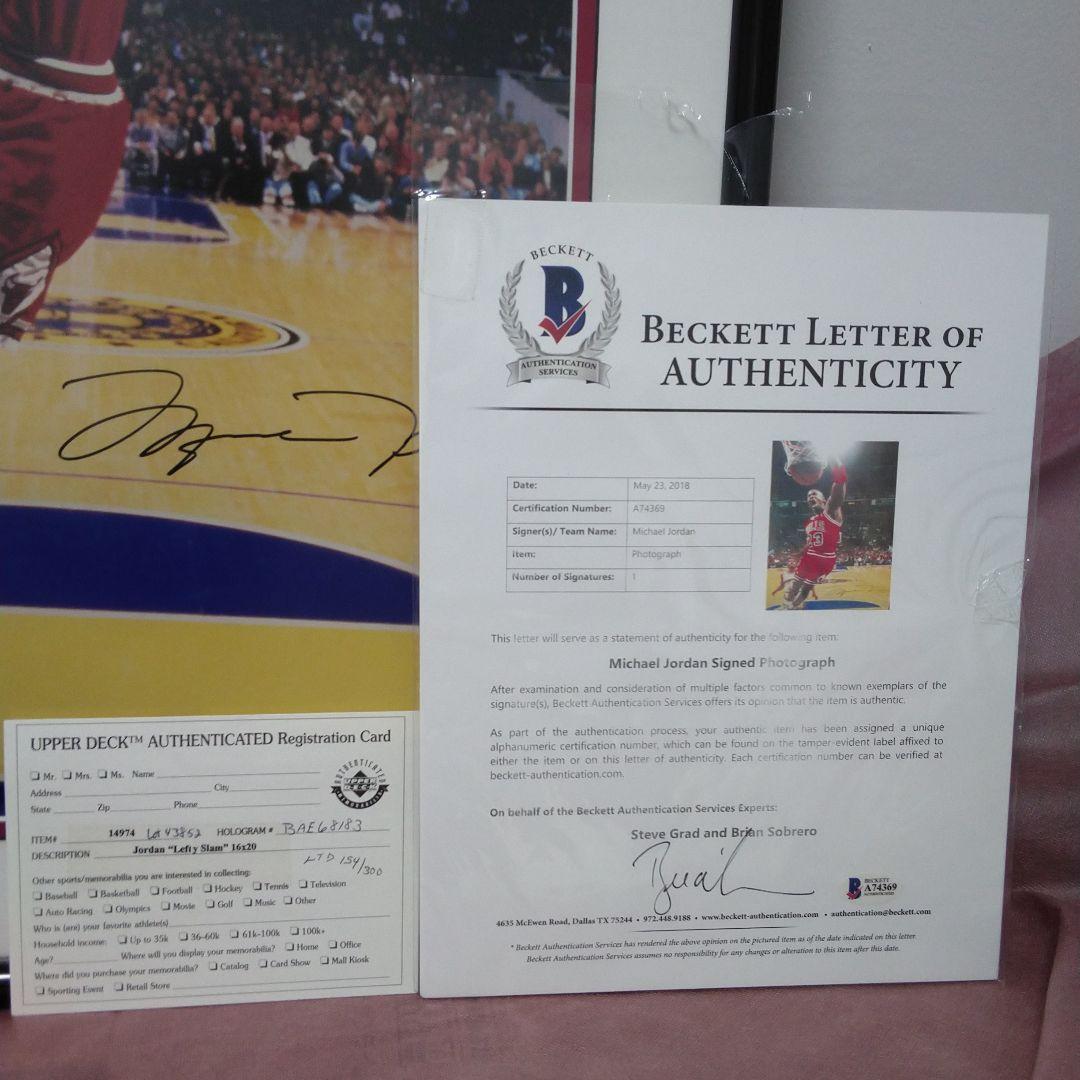 BECKETT
B
AUTHENTICATION
SERVICES
BECKETT LETTER OF
AUTHENTICITY
Date: May 23, 2018
Certification Number: A74369
Signer(s)/ Team Name: Michael Jordan
Item: Photograph
Number of Signatures: 1
23
This letter will serve as a statement of authenticity for the following item:
Michael Jordan Signed Photograph
After examination and consideration of multiple factors common to known exemplars of the
signature(s), Beckett Authentication Services offers its opinion that the item is authentic.
As part of the authentication process, your authentic item has been assigned a unique
alphanumeric certification number, which can be found on the tamper-evident label affixed to
either the item or on this letter of authenticity. Each certification number can be verified at
beckett-authentication.com.
On behalf of the Beckett Authentication Services Experts:
Steve Grad and Brian Sobrero
B BECKETT
A74369
AUTHENTICATED
4635 McEwen Road, Dallas TX 75244 • 972.448.9188 • www.beckett-authentication.com • authentication@beckett.com
* Beckett Authentication Services has rendered the above opinion on the pictured item as of the date indicated on this letter.
Beckett Authentication Services assumes no responsibility for any changes or alteration to this item after this date.
UPPER DECK™ AUTHENTICATED Registration Card
Mr. Mrs. Ms. Name
Address City
State Zip Phone
AUTHENTICATED
UPPER DECK
MEMORABILIA
ITEM# 14974 Lot 43852 HOLOGRAM # BAE68183
DESCRIPTION Jordan "Lefty Slam" 16x20
LTD 154/300
Other sports/memorabilia you are interested in collecting:
Baseball Basketball Football Hockey Tennis Television
Auto Racing Olympics Movie Golf Music Other
Who is (are) your favorite athlete(s)
Household income: Up to 35k 36-60k 61k-100k 100k+
Age? Where will you display your memorabilia? Home Office
Where did you purchase your memorabilia? Catalog Card Show Mall Kiosk
Sporting Event Retail Store